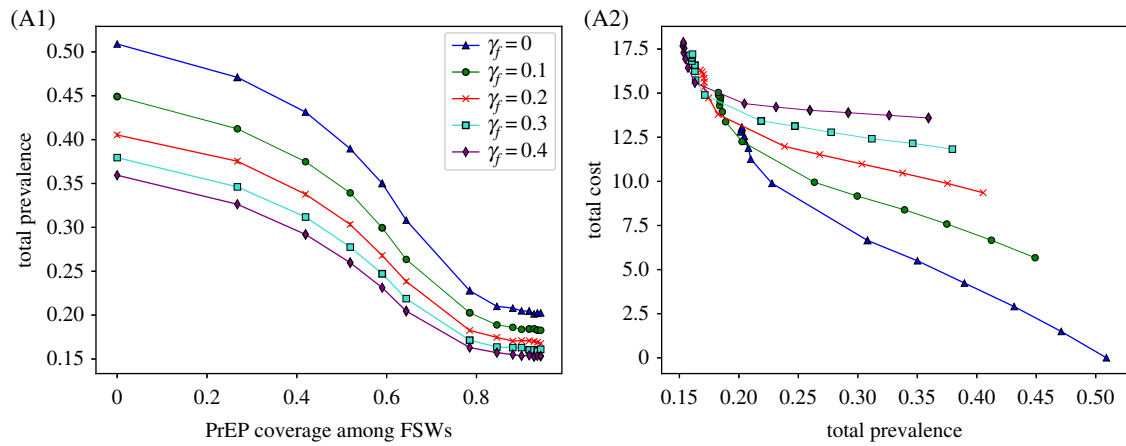 (A1)
0.50
0.45
0.40
0.35
0.30
0.25
0.20
0.15
total prevalence
0 0.2 0.4 0.6 0.8
PrEP coverage among FSWs
γf = 0
γf = 0.1
γf = 0.2
γf = 0.3
γf = 0.4
(A2)
17.5
15.0
12.5
10.0
7.5
5.0
2.5
0
total cost
0.15 0.20 0.25 0.30 0.35 0.40 0.45 0.50
total prevalence